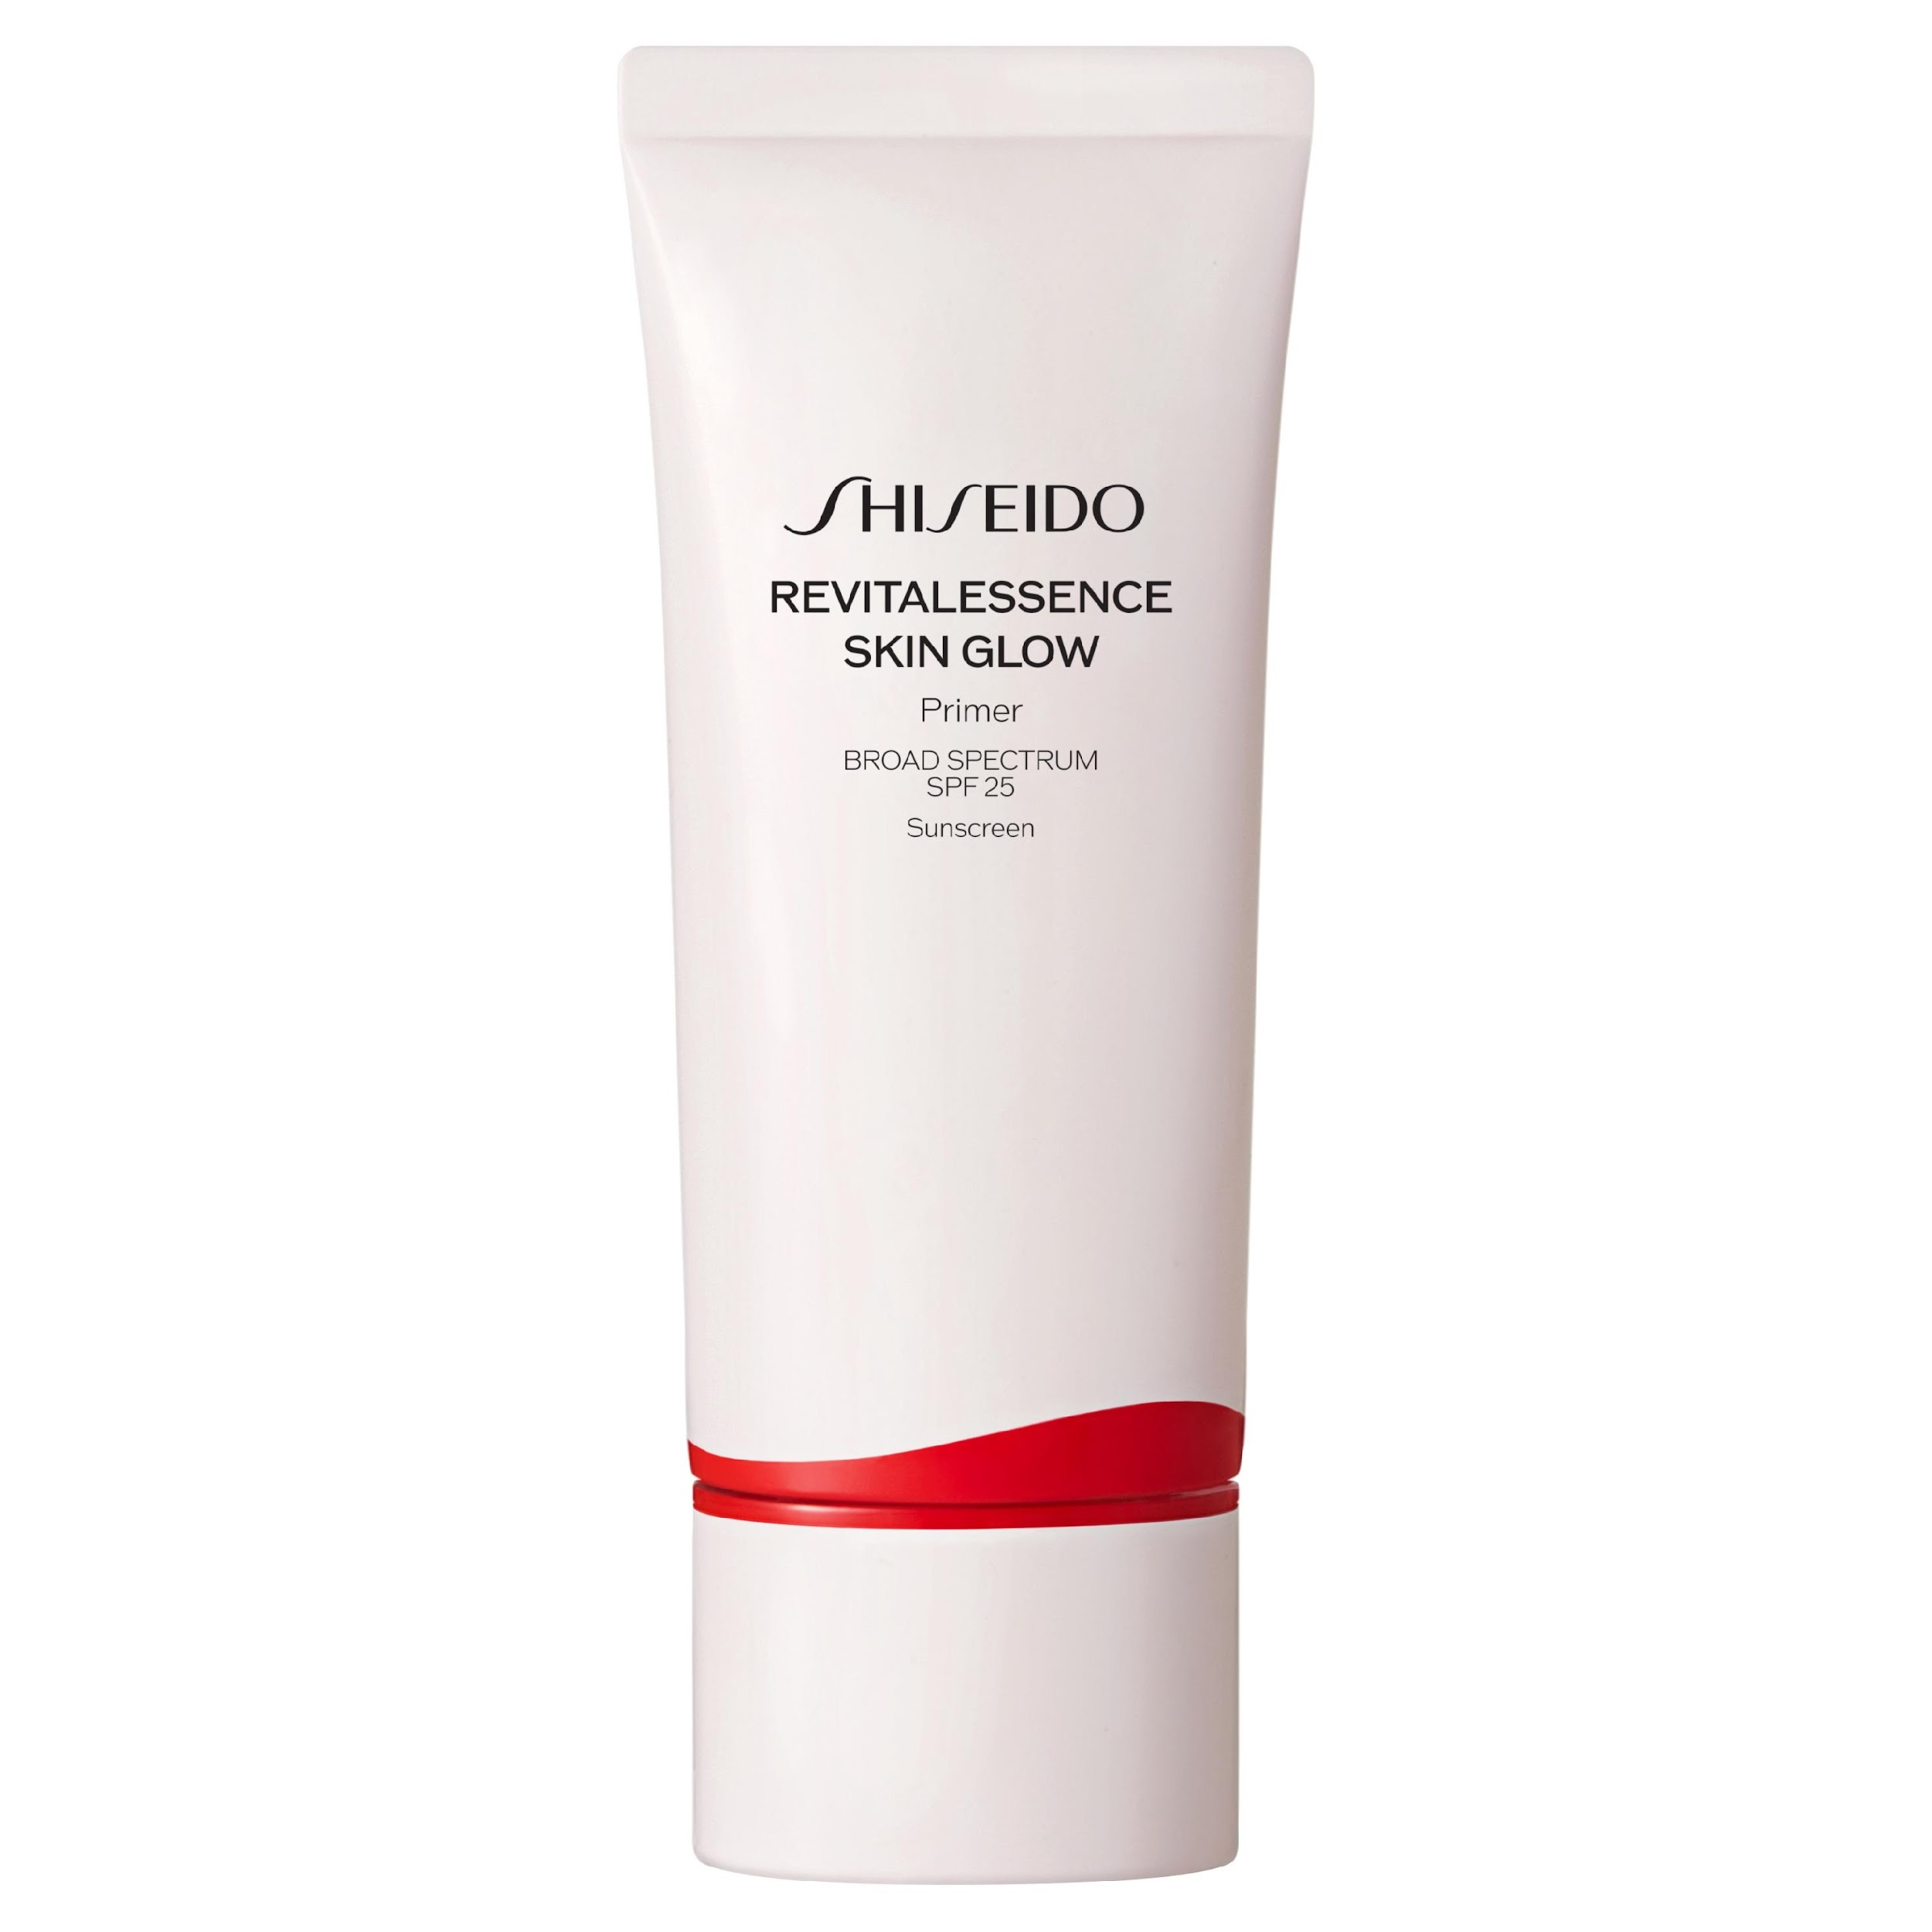 SHISEIDO
REVITALESSENCE
SKIN GLOW
Primer
BROAD SPECTRUM
SPF 25
Sunscreen